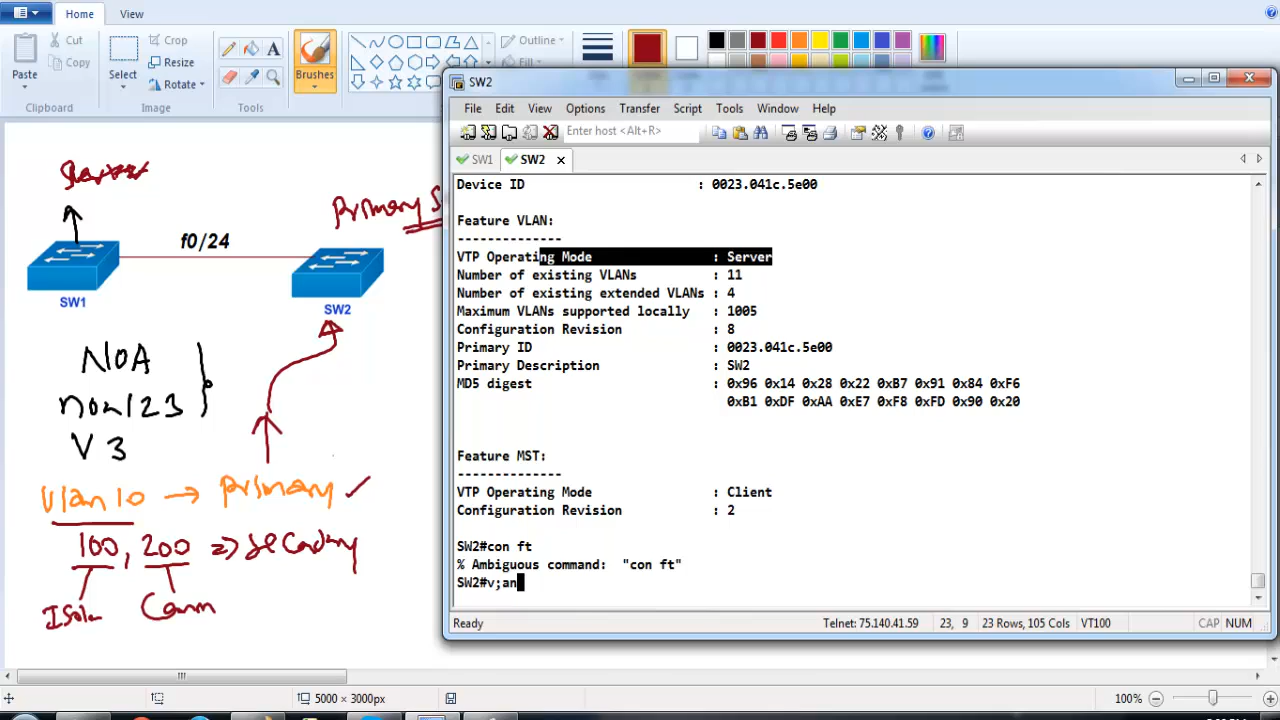 Home View
Cut
Copy
Paste
Clipboard
Select
Crop
Resize
Rotate
Image
Tools
Brushes
Outline
Fill
SW2
File Edit View Options Transfer Script Tools Window Help
Enter host <Alt+R>
SW1 SW2
Device ID : 0023.041c.5e00
Feature VLAN:
--------------
VTP Operating Mode : Server
Number of existing VLANs : 11
Number of existing extended VLANs : 4
Maximum VLANs supported locally : 1005
Configuration Revision : 8
Primary ID : 0023.041c.5e00
Primary Description : SW2
MD5 digest : 0x96 0x14 0x28 0x22 0xB7 0x91 0x84 0xF6
0xB1 0xDF 0xAA 0xE7 0xF8 0xFD 0x90 0x20
Feature MST:
--------------
VTP Operating Mode : Client
Configuration Revision : 2
SW2#con ft
% Ambiguous command: "con ft"
SW2#v;an
Ready Telnet: 75.140.41.59 23, 9 23 Rows, 105 Cols VT100 CAP NUM
Primary S
f0/24
SW1
SW2
NOA
noa123
V 3
Vlan 10 → primary ✓
100, 200 ⇒ Secondary
Isola Comm
5000 × 3000px
100%